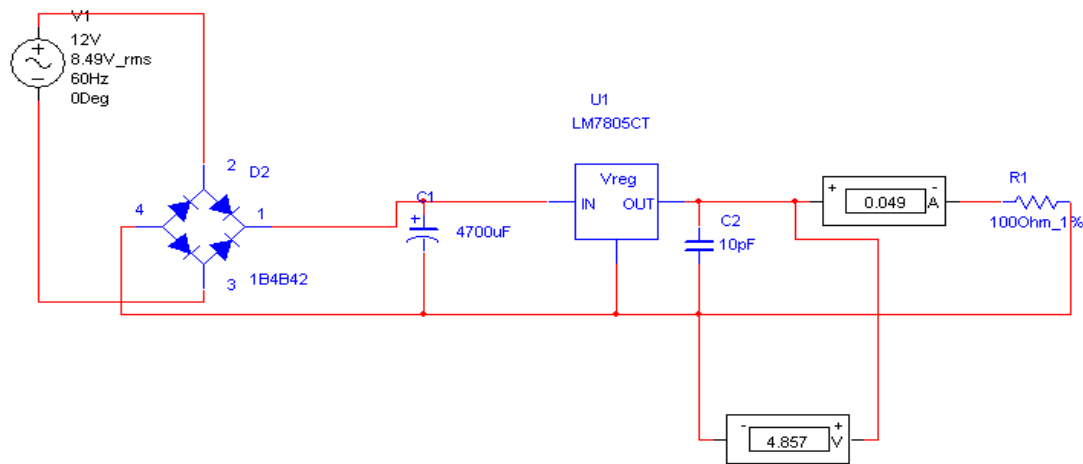 V1
12V
8.49V_rms
60Hz
0Deg
2
D2
4
1
3
1B4B42
C1
+
4700uF
U1
LM7805CT
Vreg
IN
OUT
C2
10pF
+
-
0.049
A
R1
100Ohm_1%
-
+
4.857
V